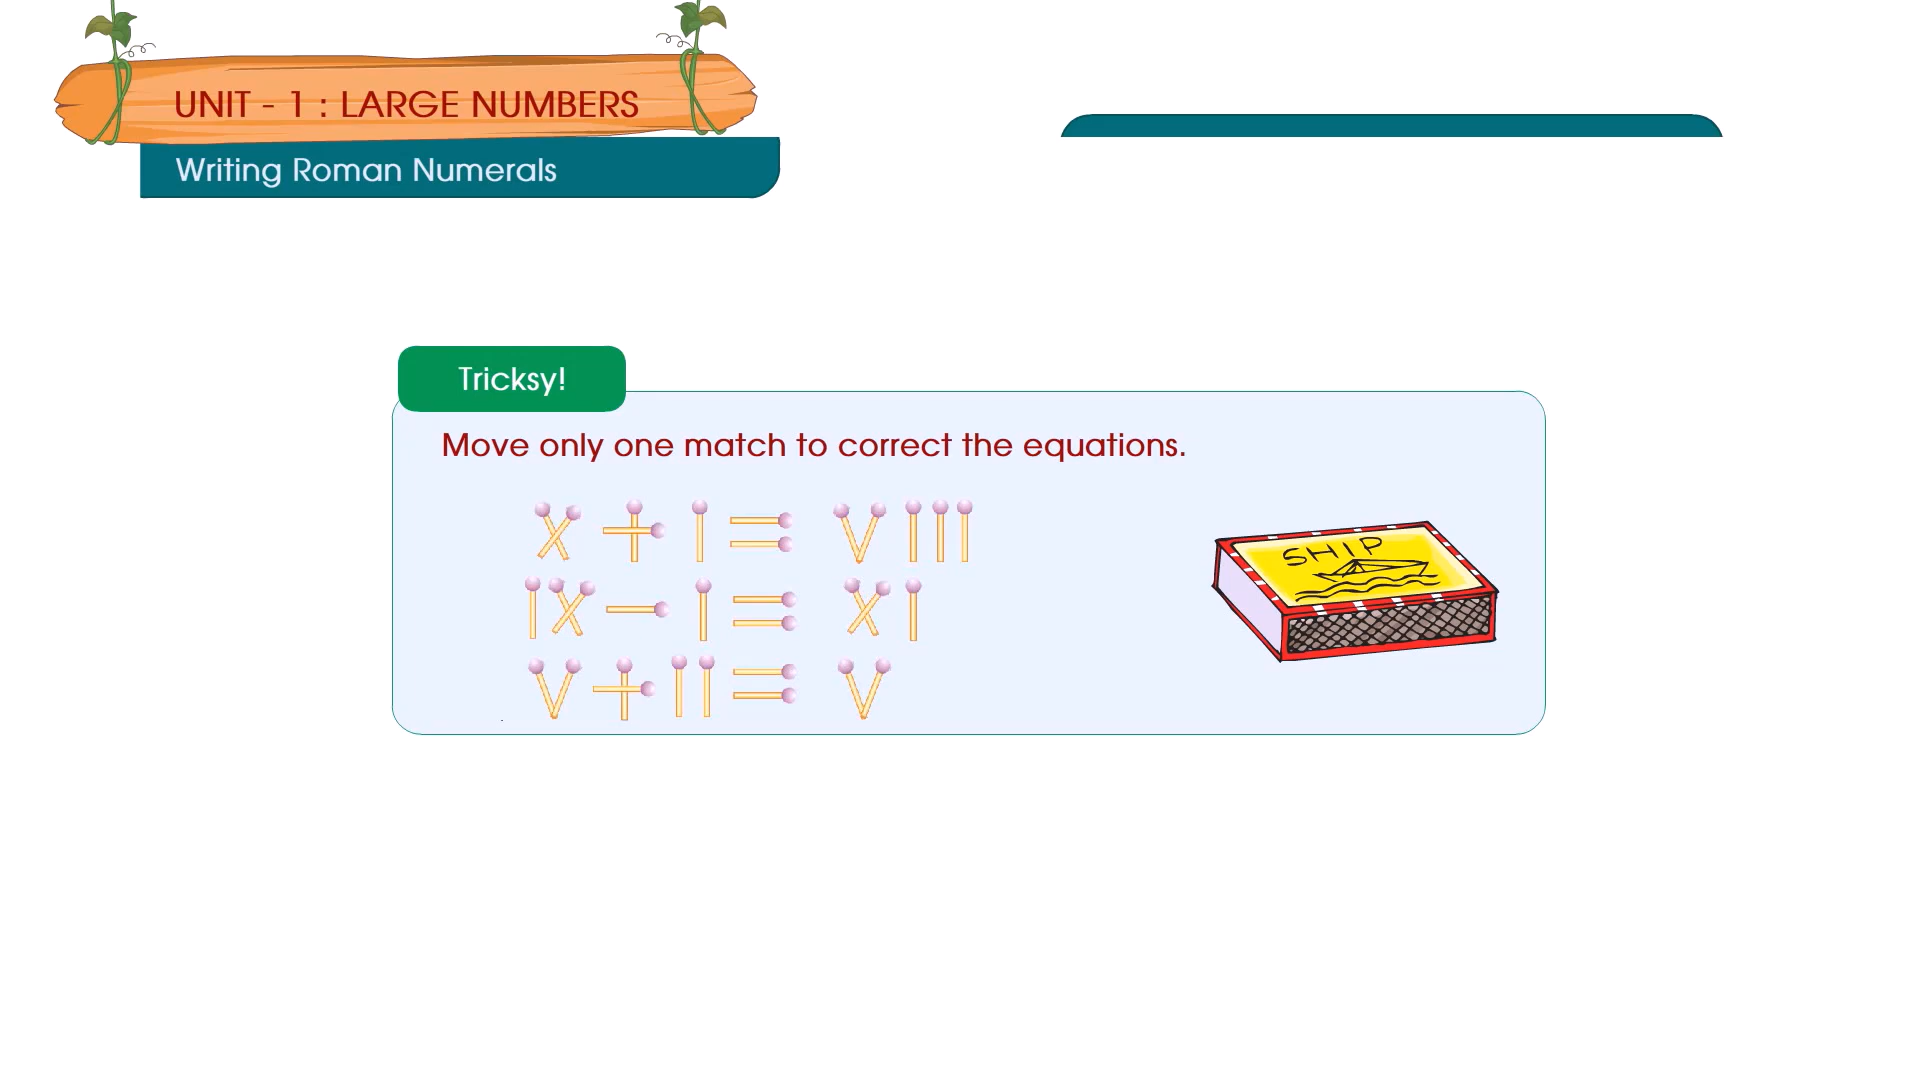 UNIT - 1 : LARGE NUMBERS
Writing Roman Numerals
Tricksy!
Move only one match to correct the equations.
X + I = VIII
IX - I = XI
V + II = V
SHIP